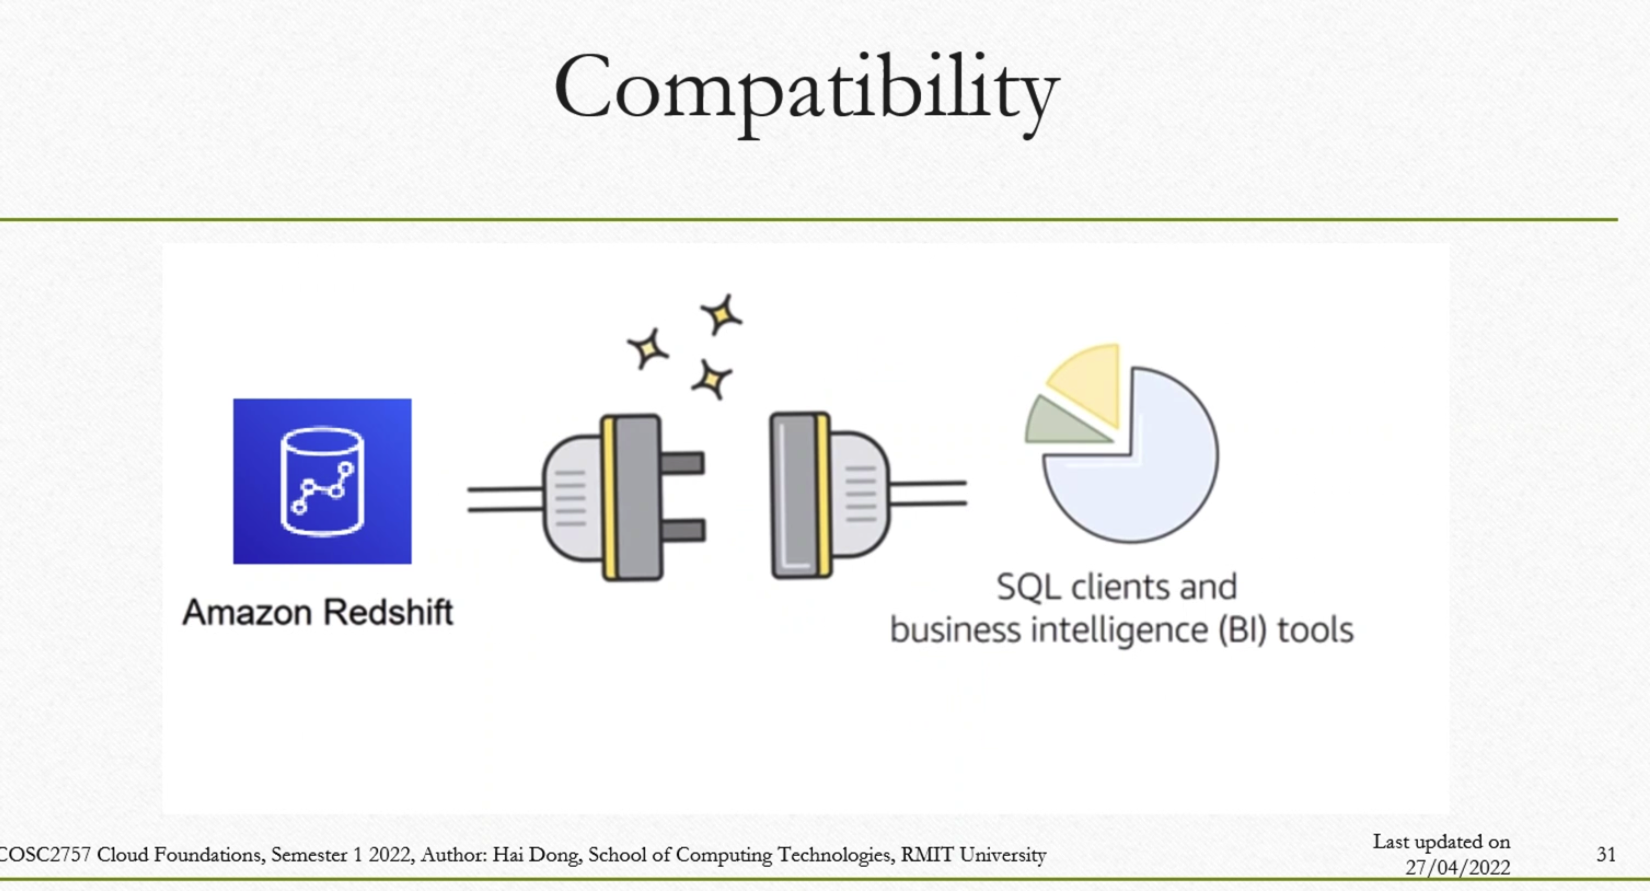 Compatibility
Amazon Redshift
SQL clients and
business intelligence (BI) tools
COSC2757 Cloud Foundations, Semester 1 2022, Author: Hai Dong, School of Computing Technologies, RMIT University
Last updated on
27/04/2022
31